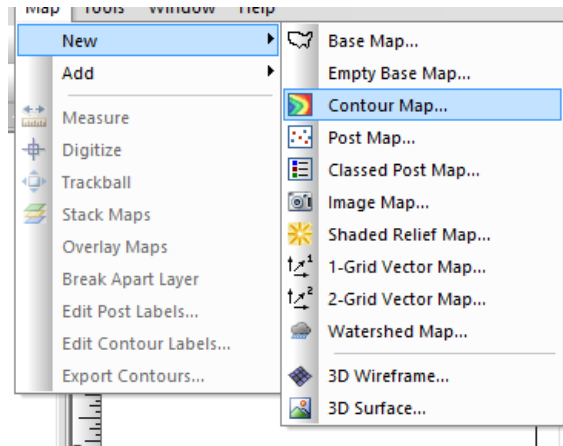 Map Tools Window Help
New
Add
Measure
Digitize
Trackball
Stack Maps
Overlay Maps
Break Apart Layer
Edit Post Labels...
Edit Contour Labels...
Export Contours...
Base Map...
Empty Base Map...
Contour Map...
Post Map...
Classed Post Map...
Image Map...
Shaded Relief Map...
1-Grid Vector Map...
2-Grid Vector Map...
Watershed Map...
3D Wireframe...
3D Surface...